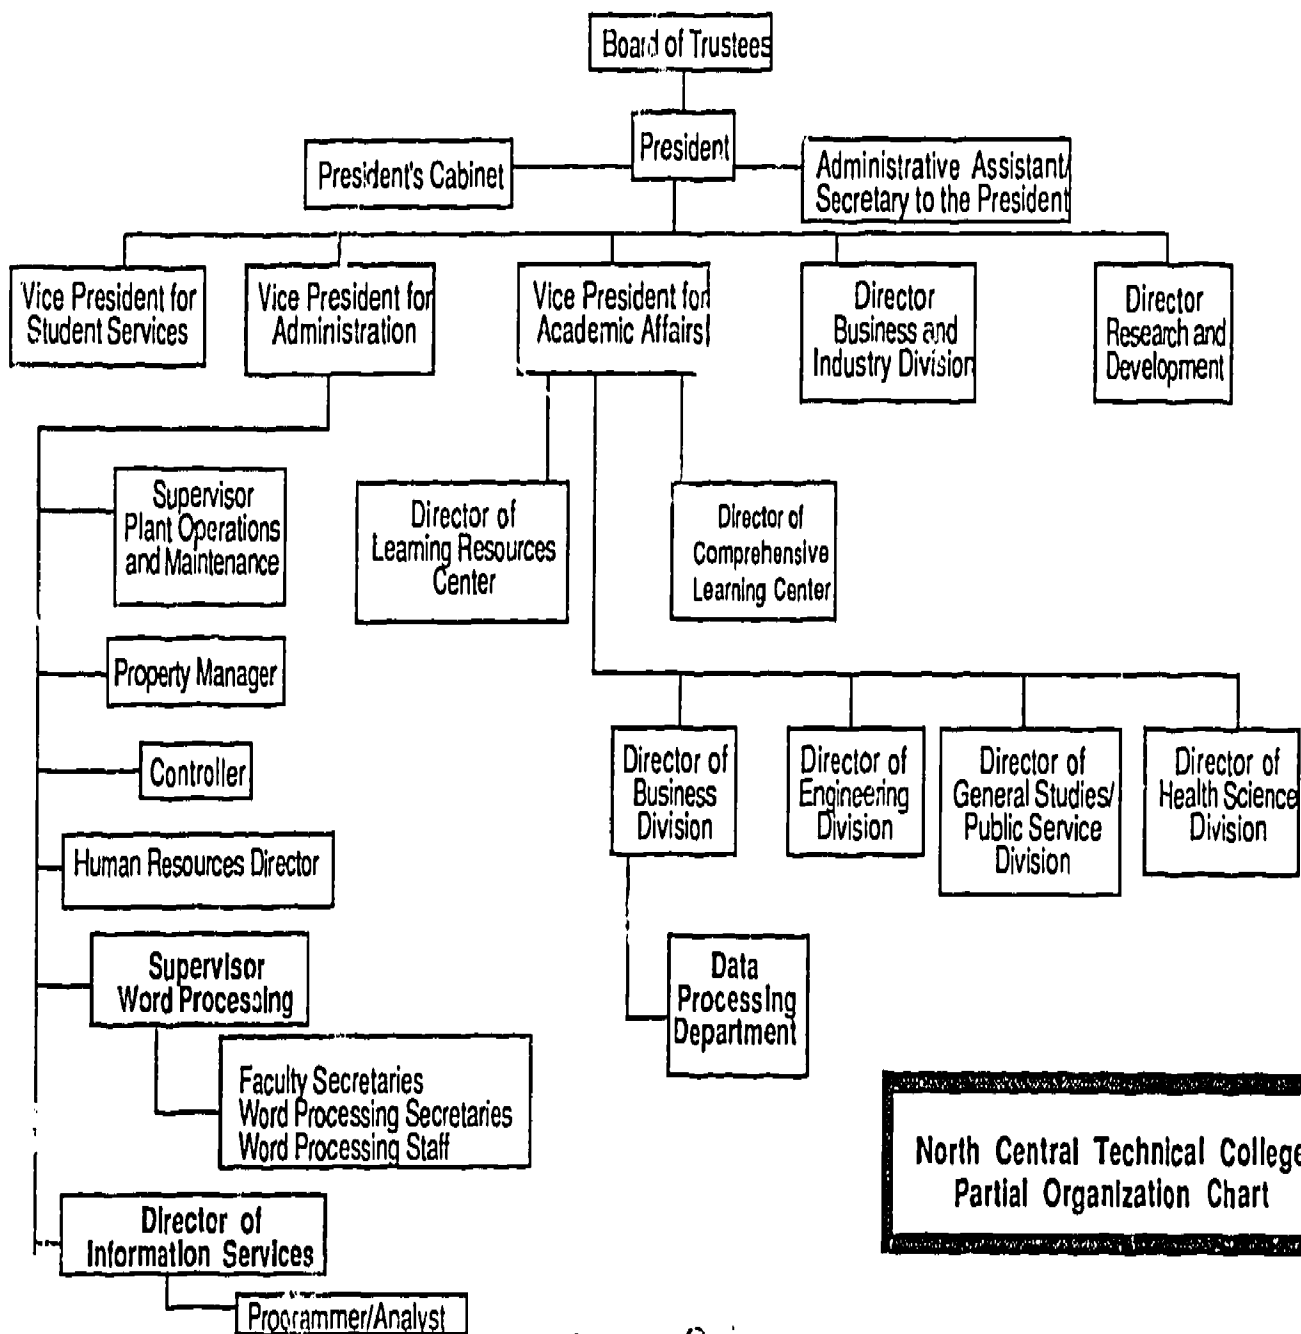 Board of Trustees
President
President's Cabinet
Administrative Assistant/
Secretary to the President
Vice President for
Student Services
Vice President for
Administration
Vice President for
Academic Affairs
Director
Business and
Industry Division
Director
Research and
Development
Supervisor
Plant Operations
and Maintenance
Director of
Learning Resources
Center
Director of
Comprehensive
Learning Center
Property Manager
Controller
Human Resources Director
Supervisor
Word Processing
Faculty Secretaries
Word Processing Secretaries
Word Processing Staff
Director of
Information Services
Programmer/Analyst
Director of
Business
Division
Director of
Engineering
Division
Director of
General Studies/
Public Service
Division
Director of
Health Science
Division
Data
Processing
Department
North Central Technical College
Partial Organization Chart